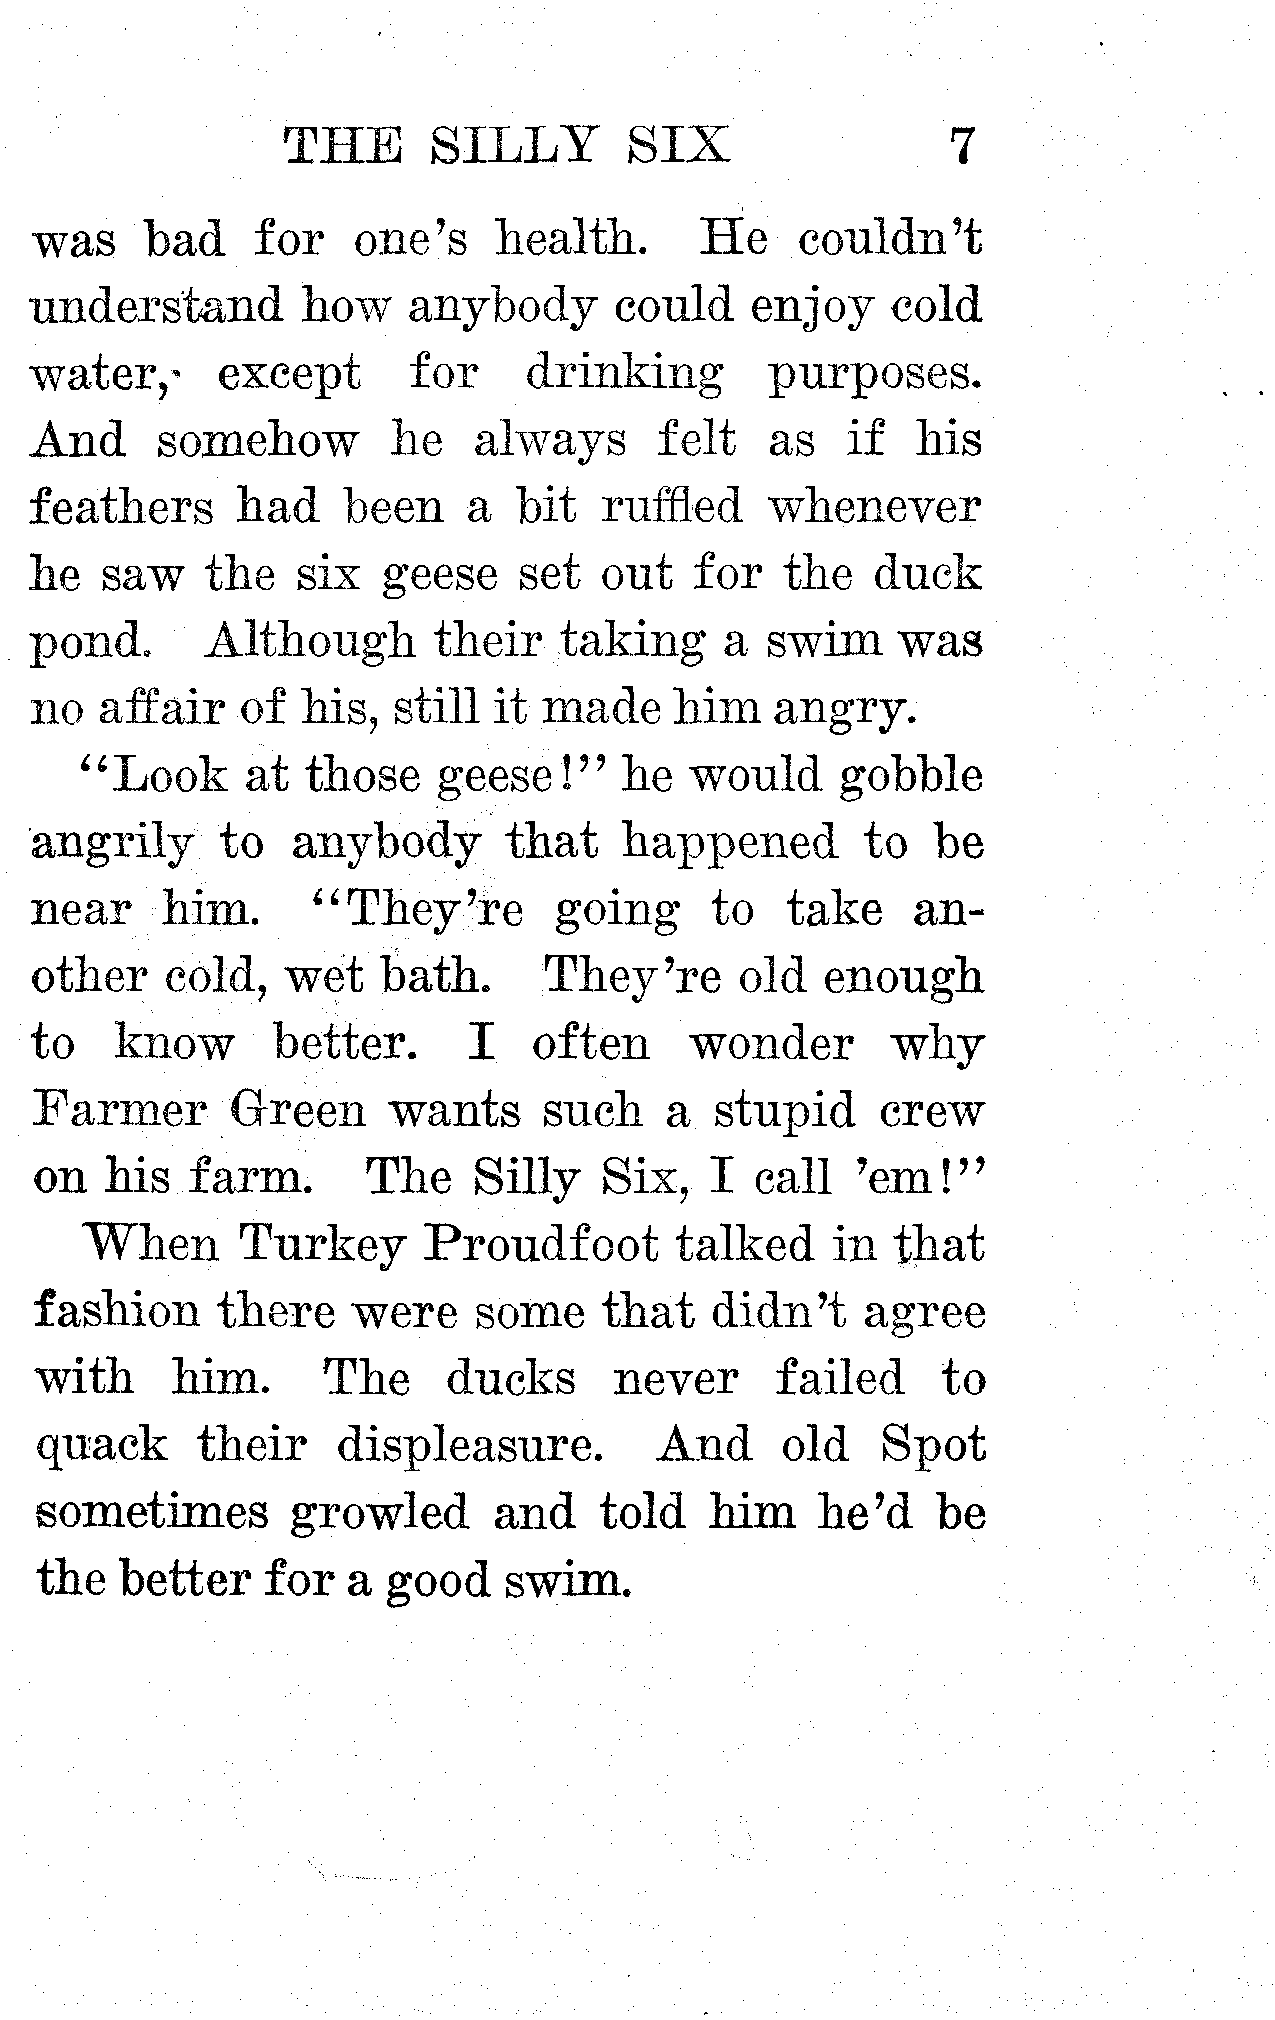 THE SILLY SIX 7
was bad for one's health. He couldn't
understand how anybody could enjoy cold
water, except for drinking purposes.
And somehow he always felt as if his
feathers had been a bit ruffled whenever
he saw the six geese set out for the duck
pond. Although their taking a swim was
no affair of his, still it made him angry.
"Look at those geese!" he would gobble
angrily to anybody that happened to be
near him. "They're going to take an-
other cold, wet bath. They're old enough
to know better. I often wonder why
Farmer Green wants such a stupid crew
on his farm. The Silly Six, I call 'em!"
When Turkey Proudfoot talked in that
fashion there were some that didn't agree
with him. The ducks never failed to
quack their displeasure. And old Spot
sometimes growled and told him he'd be
the better for a good swim.